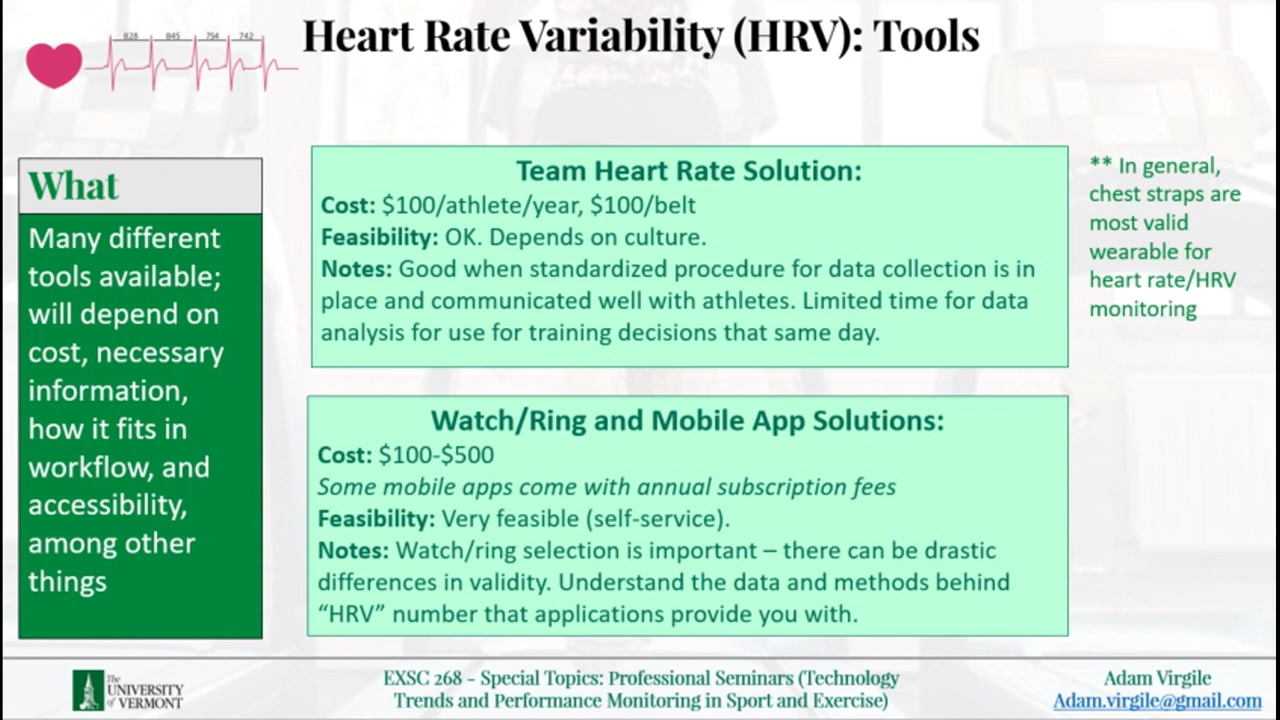 Heart Rate Variability (HRV): Tools
828 845 754 742
What
Many different
tools available;
will depend on
cost, necessary
information,
how it fits in
workflow, and
accessibility,
among other
things
Team Heart Rate Solution:
Cost: $100/athlete/year, $100/belt
Feasibility: OK. Depends on culture.
Notes: Good when standardized procedure for data collection is in
place and communicated well with athletes. Limited time for data
analysis for use for training decisions that same day.
** In general,
chest straps are
most valid
wearable for
heart rate/HRV
monitoring
Watch/Ring and Mobile App Solutions:
Cost: $100-$500
Some mobile apps come with annual subscription fees
Feasibility: Very feasible (self-service).
Notes: Watch/ring selection is important – there can be drastic
differences in validity. Understand the data and methods behind
“HRV” number that applications provide you with.
The
UNIVERSITY
of VERMONT
EXSC 268 – Special Topics: Professional Seminars (Technology
Trends and Performance Monitoring in Sport and Exercise)
Adam Virgile
Adam.virgile@gmail.com